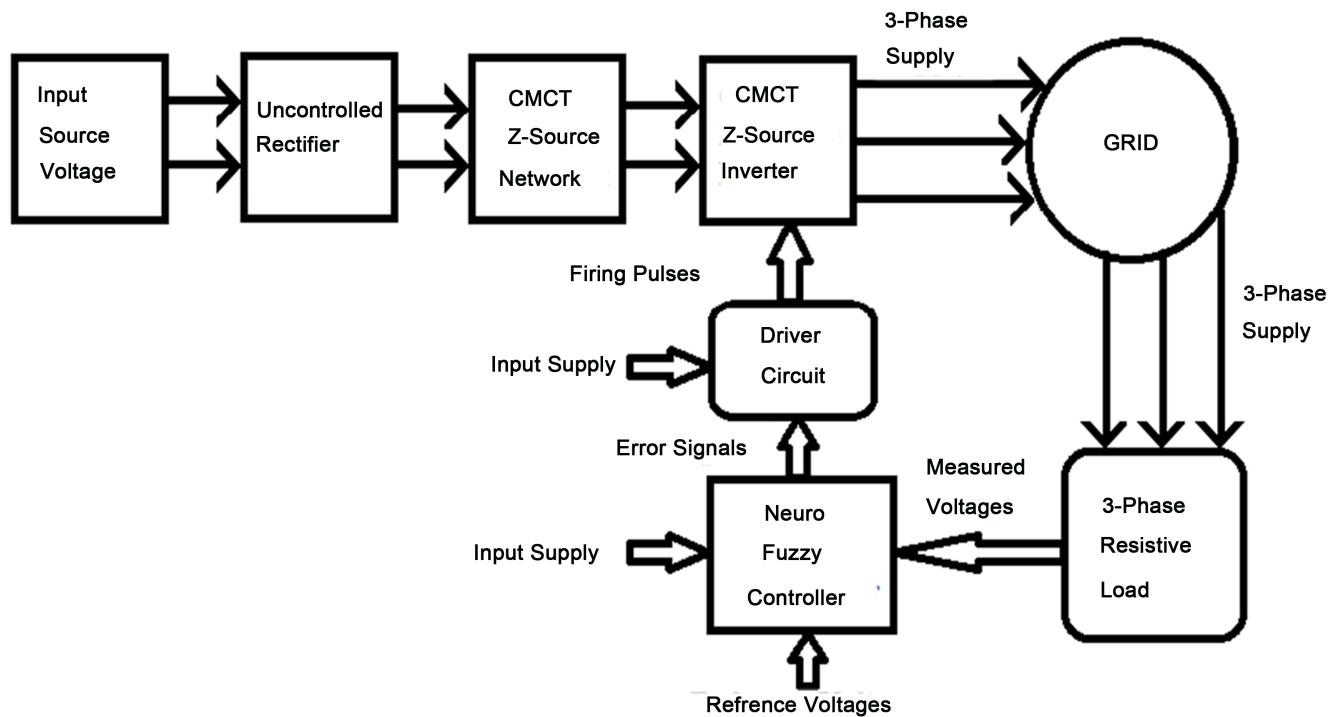 3-Phase
Supply
Input
Source
Voltage
Uncontrolled
Rectifier
CMCT
Z-Source
Network
CMCT
Z-Source
Inverter
GRID
Firing Pulses
3-Phase
Supply
Driver
Circuit
Input Supply
Error Signals
Measured
Voltages
Neuro
Fuzzy
Controller
Input Supply
3-Phase
Resistive
Load
Refrence Voltages